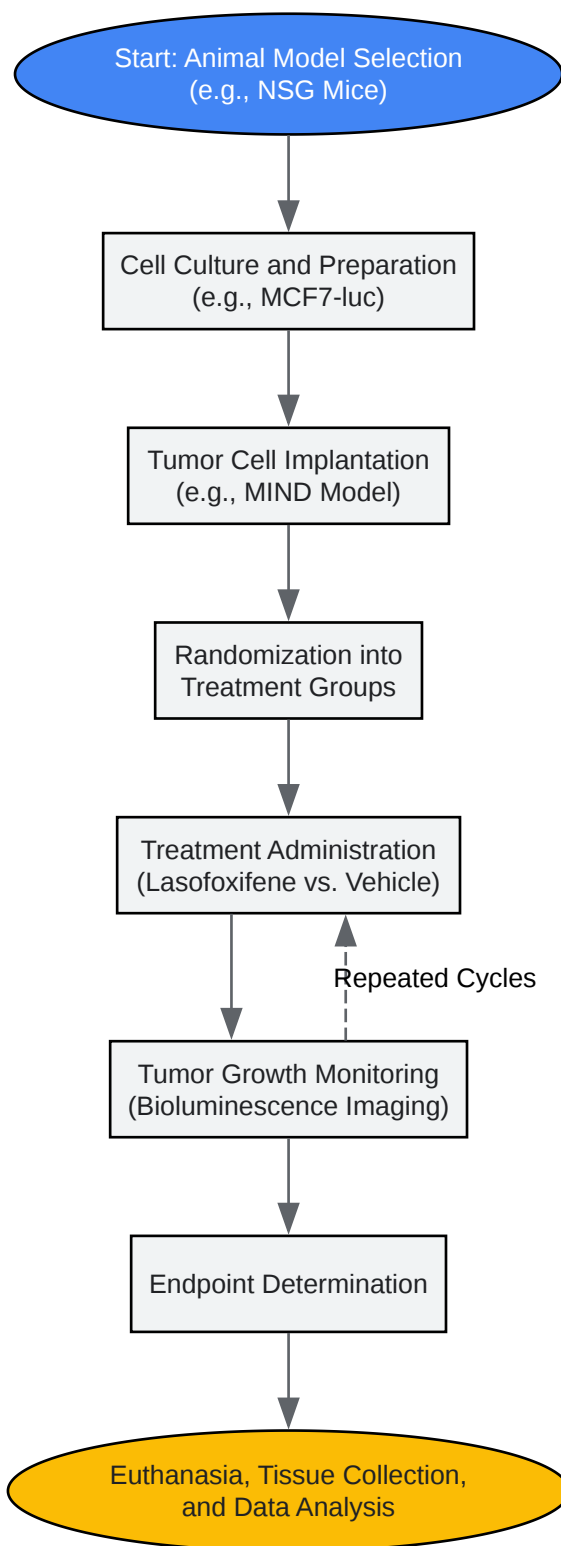 Start: Animal Model Selection
(e.g., NSG Mice)
Cell Culture and Preparation
(e.g., MCF7-luc)
Tumor Cell Implantation
(e.g., MIND Model)
Randomization into
Treatment Groups
Treatment Administration
(Lasofoxifene vs. Vehicle)
Repeated Cycles
Tumor Growth Monitoring
(Bioluminescence Imaging)
Endpoint Determination
Euthanasia, Tissue Collection,
and Data Analysis